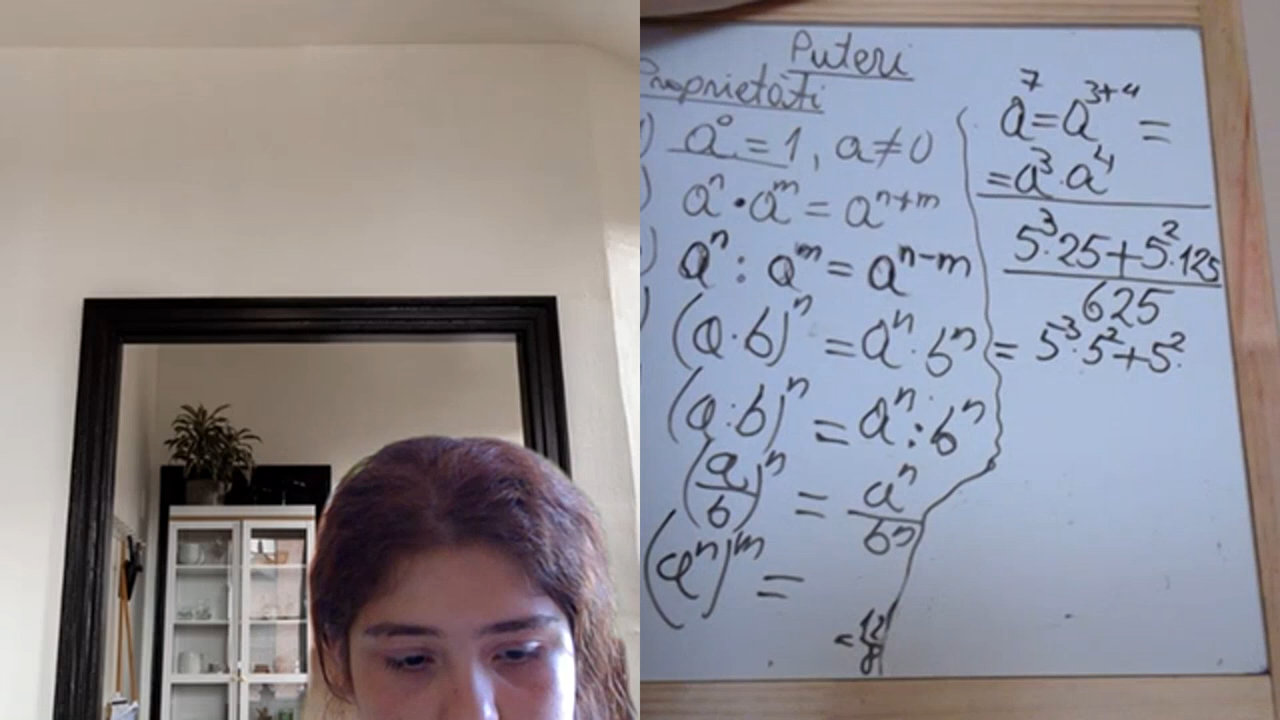 Puteri
Proprietăți
) a⁰ = 1, a≠0
) aⁿ · aᵐ = aⁿ⁺ᵐ
) aⁿ : aᵐ = aⁿ⁻ᵐ
) (a·b)ⁿ = aⁿ · bⁿ
(a:b)ⁿ = aⁿ : bⁿ
(a/b)ⁿ = aⁿ/bⁿ
(aⁿ)ᵐ =
a⁷ = a³⁺⁴ =
= a³ · a⁴
5³·25+5²·125
625
= 5³·5²+5²·